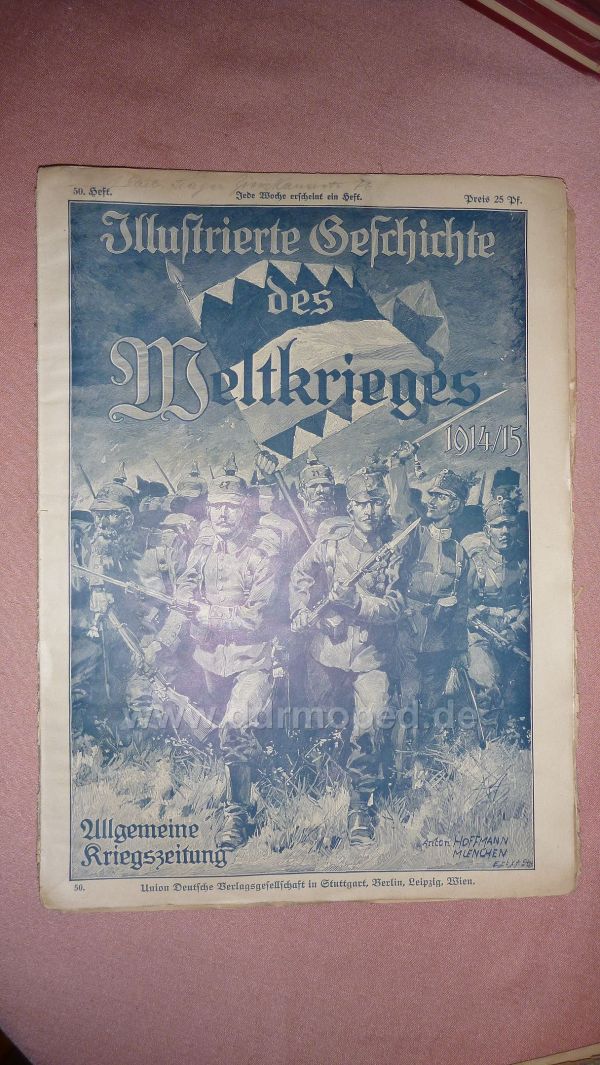 50. Heft.
Jede Woche erscheint ein Heft.
Preis 25 Pf.
Illustrierte Geschichte
des
Weltkrieges
1914/15
www.ddrmoped.de
Allgemeine
Kriegszeitung
Anton HOFFMANN
MUENCHEN
50.
Union Deutsche Verlagsgesellschaft in Stuttgart, Berlin, Leipzig, Wien.